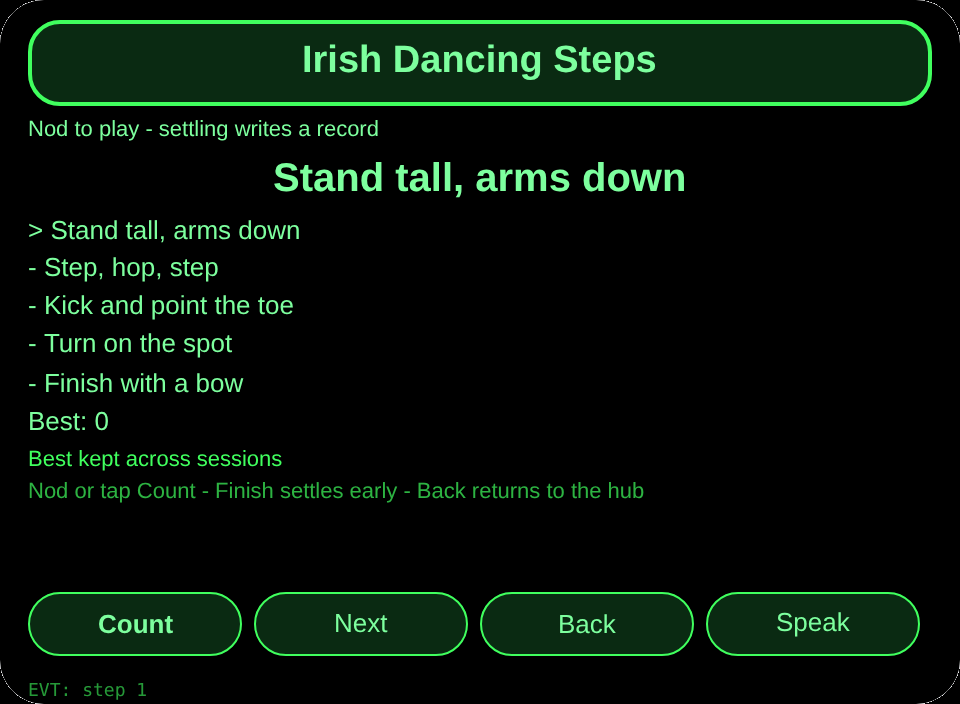 Irish Dancing Steps
Nod to play - settling writes a record
Stand tall, arms down
> Stand tall, arms down
- Step, hop, step
- Kick and point the toe
- Turn on the spot
- Finish with a bow
Best: 0
Best kept across sessions
Nod or tap Count - Finish settles early - Back returns to the hub
Count
Next
Back
Speak
EVT: step 1